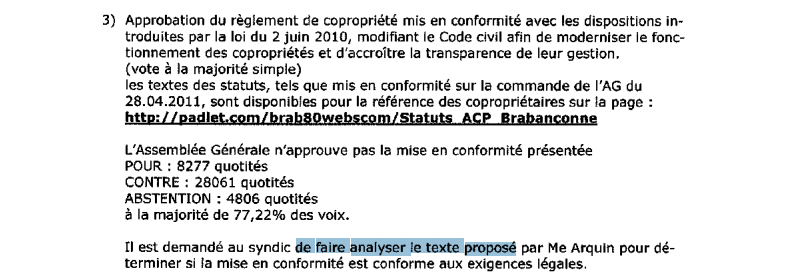 3) Approbation du règlement de copropriété mis en conformité avec les dispositions in-
troduites par la loi du 2 juin 2010, modifiant le Code civil afin de moderniser le fonc-
tionnement des copropriétés et d'accroître la transparence de leur gestion.
(vote à la majorité simple)
les textes des statuts, tels que mis en conformité sur la commande de l'AG du
28.04.2011, sont disponibles pour la référence des copropriétaires sur la page :
http://padlet.com/brab80webscom/Statuts_ACP_Brabanconne
L'Assemblée Générale n'approuve pas la mise en conformité présentée
POUR : 8277 quotités
CONTRE : 28061 quotités
ABSTENTION : 4806 quotités
à la majorité de 77,22% des voix.
Il est demandé au syndic de faire analyser le texte proposé par Me Arquin pour dé-
terminer si la mise en conformité est conforme aux exigences légales.